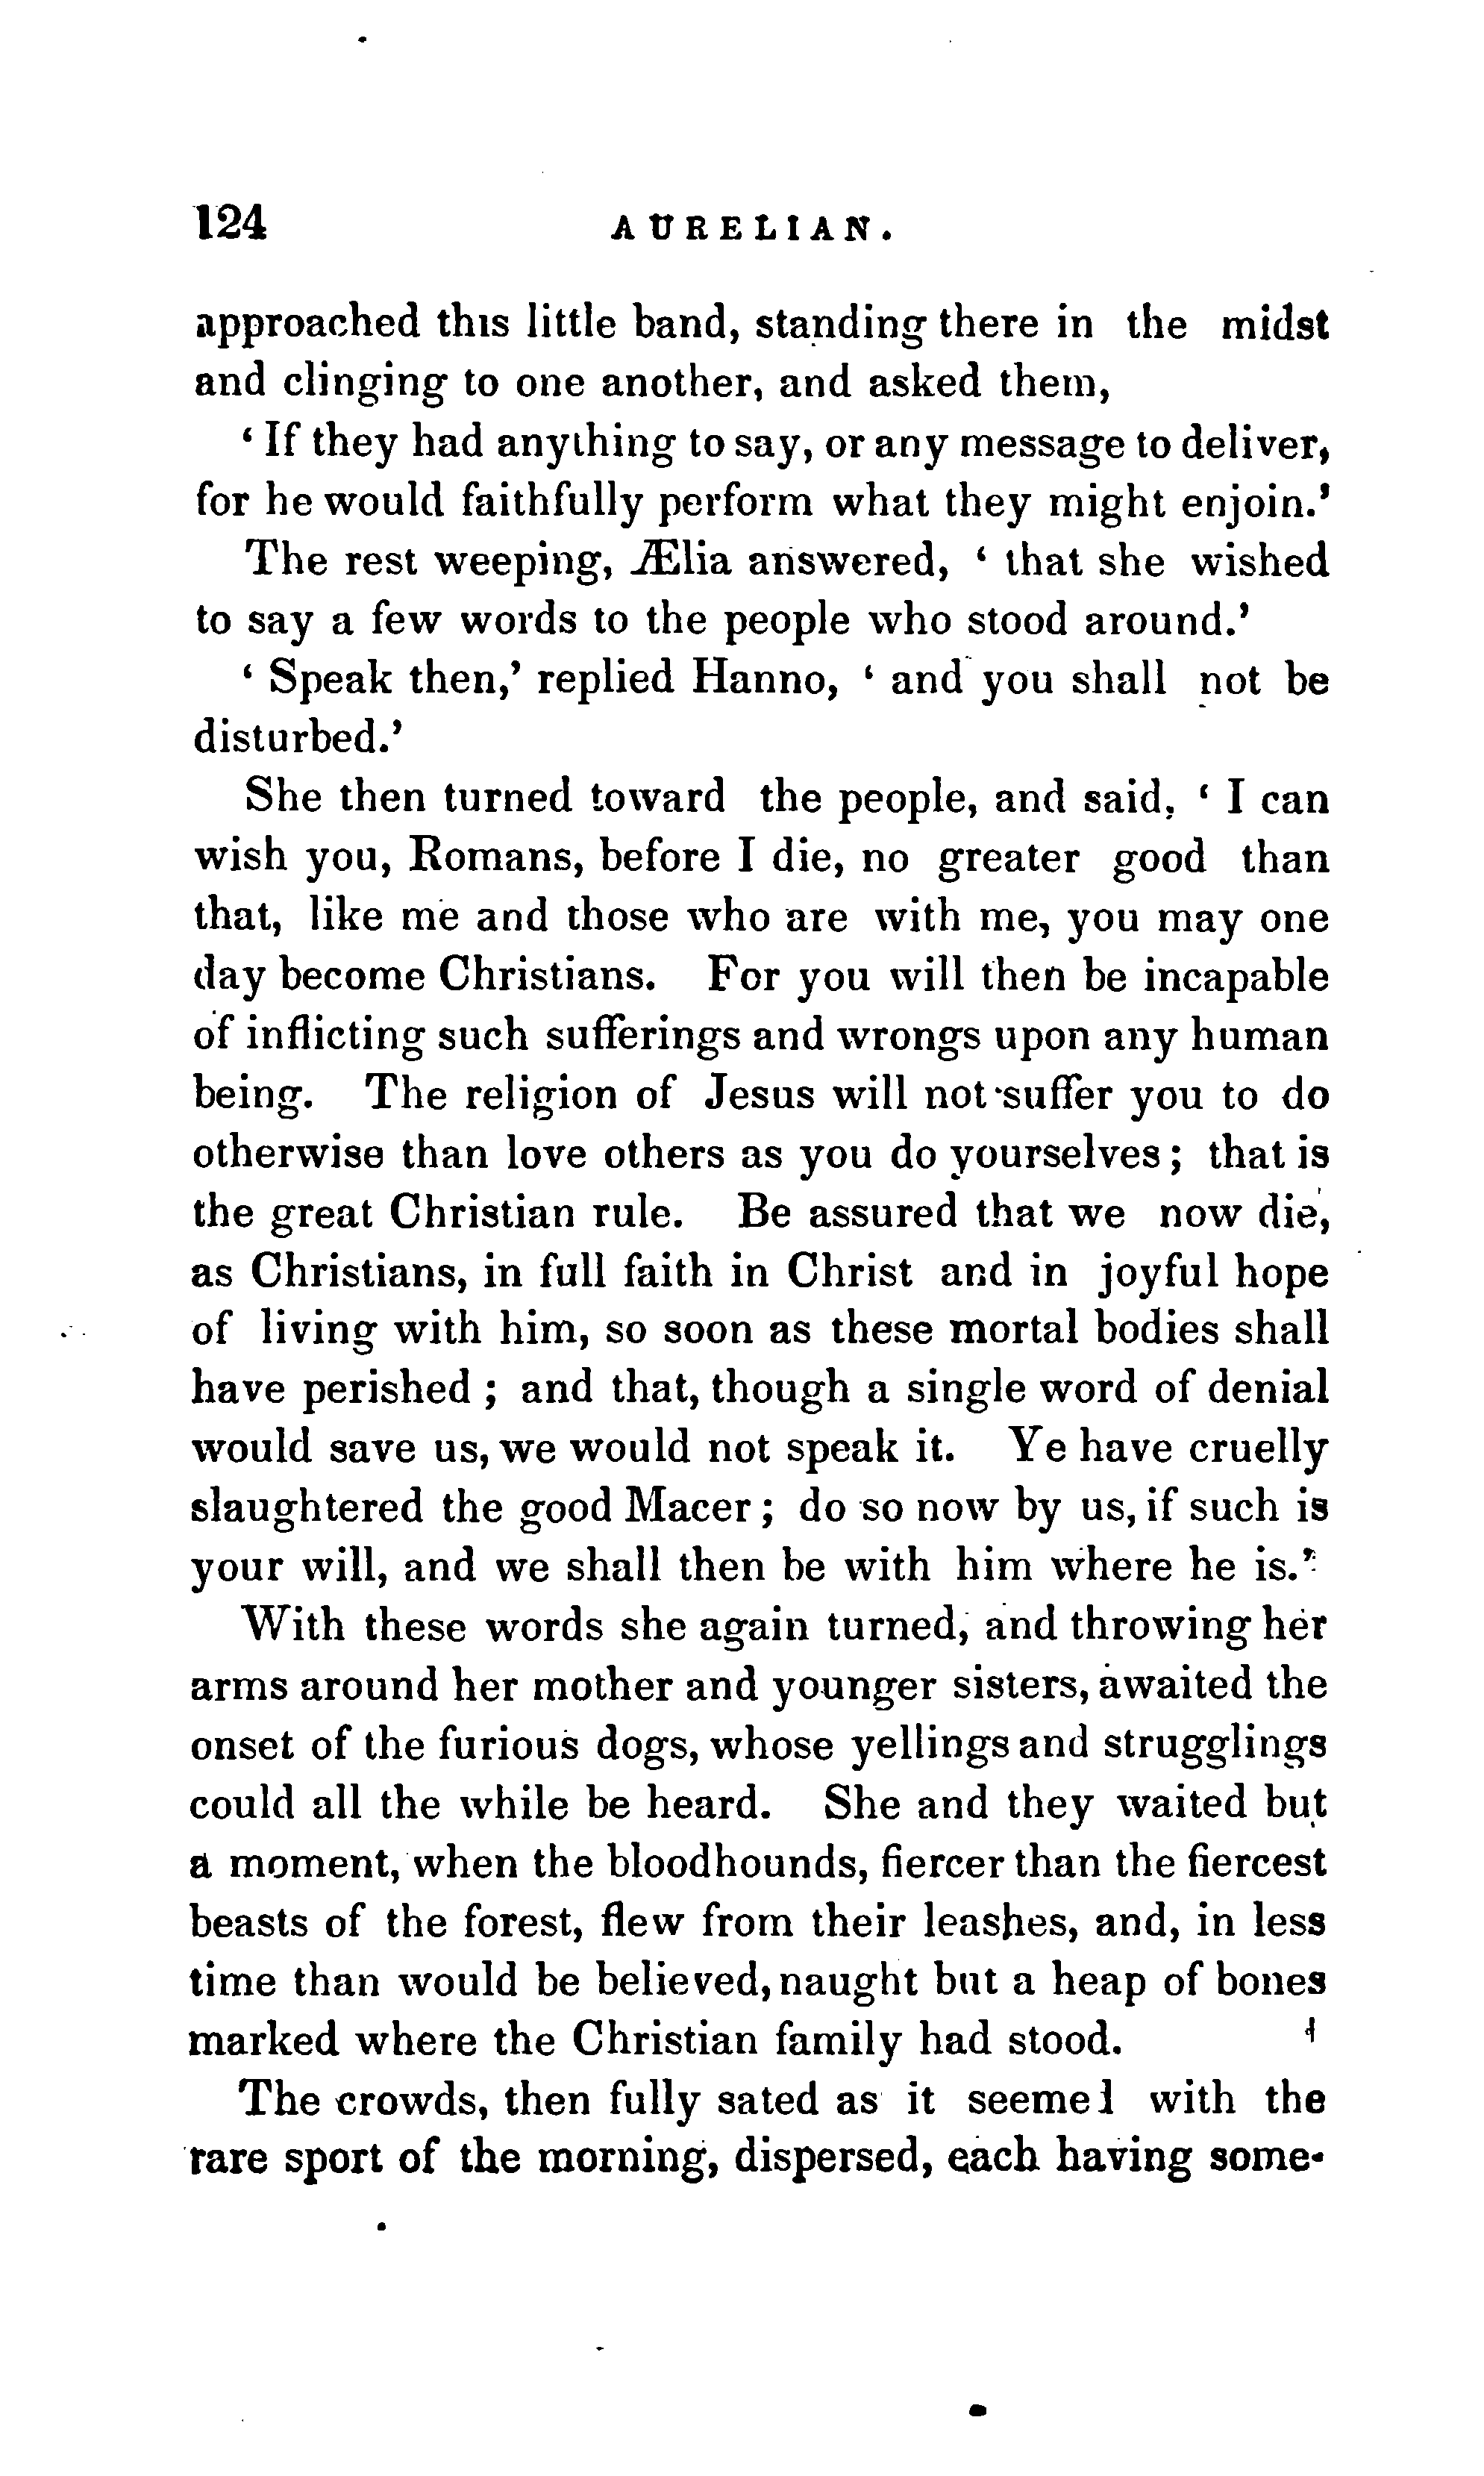 124 AURELIAN.
approached this little band, standing there in the midst
and clinging to one another, and asked them,
‘ If they had anything to say, or any message to deliver,
for he would faithfully perform what they might enjoin.’
The rest weeping, Ælia answered, ‘ that she wished
to say a few words to the people who stood around.’
‘ Speak then,’ replied Hanno, ‘ and you shall not be
disturbed.’
She then turned toward the people, and said, ‘ I can
wish you, Romans, before I die, no greater good than
that, like me and those who are with me, you may one
day become Christians. For you will then be incapable
of inflicting such sufferings and wrongs upon any human
being. The religion of Jesus will not suffer you to do
otherwise than love others as you do yourselves ; that is
the great Christian rule. Be assured that we now die,
as Christians, in full faith in Christ and in joyful hope
of living with him, so soon as these mortal bodies shall
have perished ; and that, though a single word of denial
would save us, we would not speak it. Ye have cruelly
slaughtered the good Macer ; do so now by us, if such is
your will, and we shall then be with him where he is.’
With these words she again turned, and throwing her
arms around her mother and younger sisters, awaited the
onset of the furious dogs, whose yellings and strugglings
could all the while be heard. She and they waited but
a moment, when the bloodhounds, fiercer than the fiercest
beasts of the forest, flew from their leashes, and, in less
time than would be believed, naught but a heap of bones
marked where the Christian family had stood.
The crowds, then fully sated as it seemed with the
rare sport of the morning, dispersed, each having some-